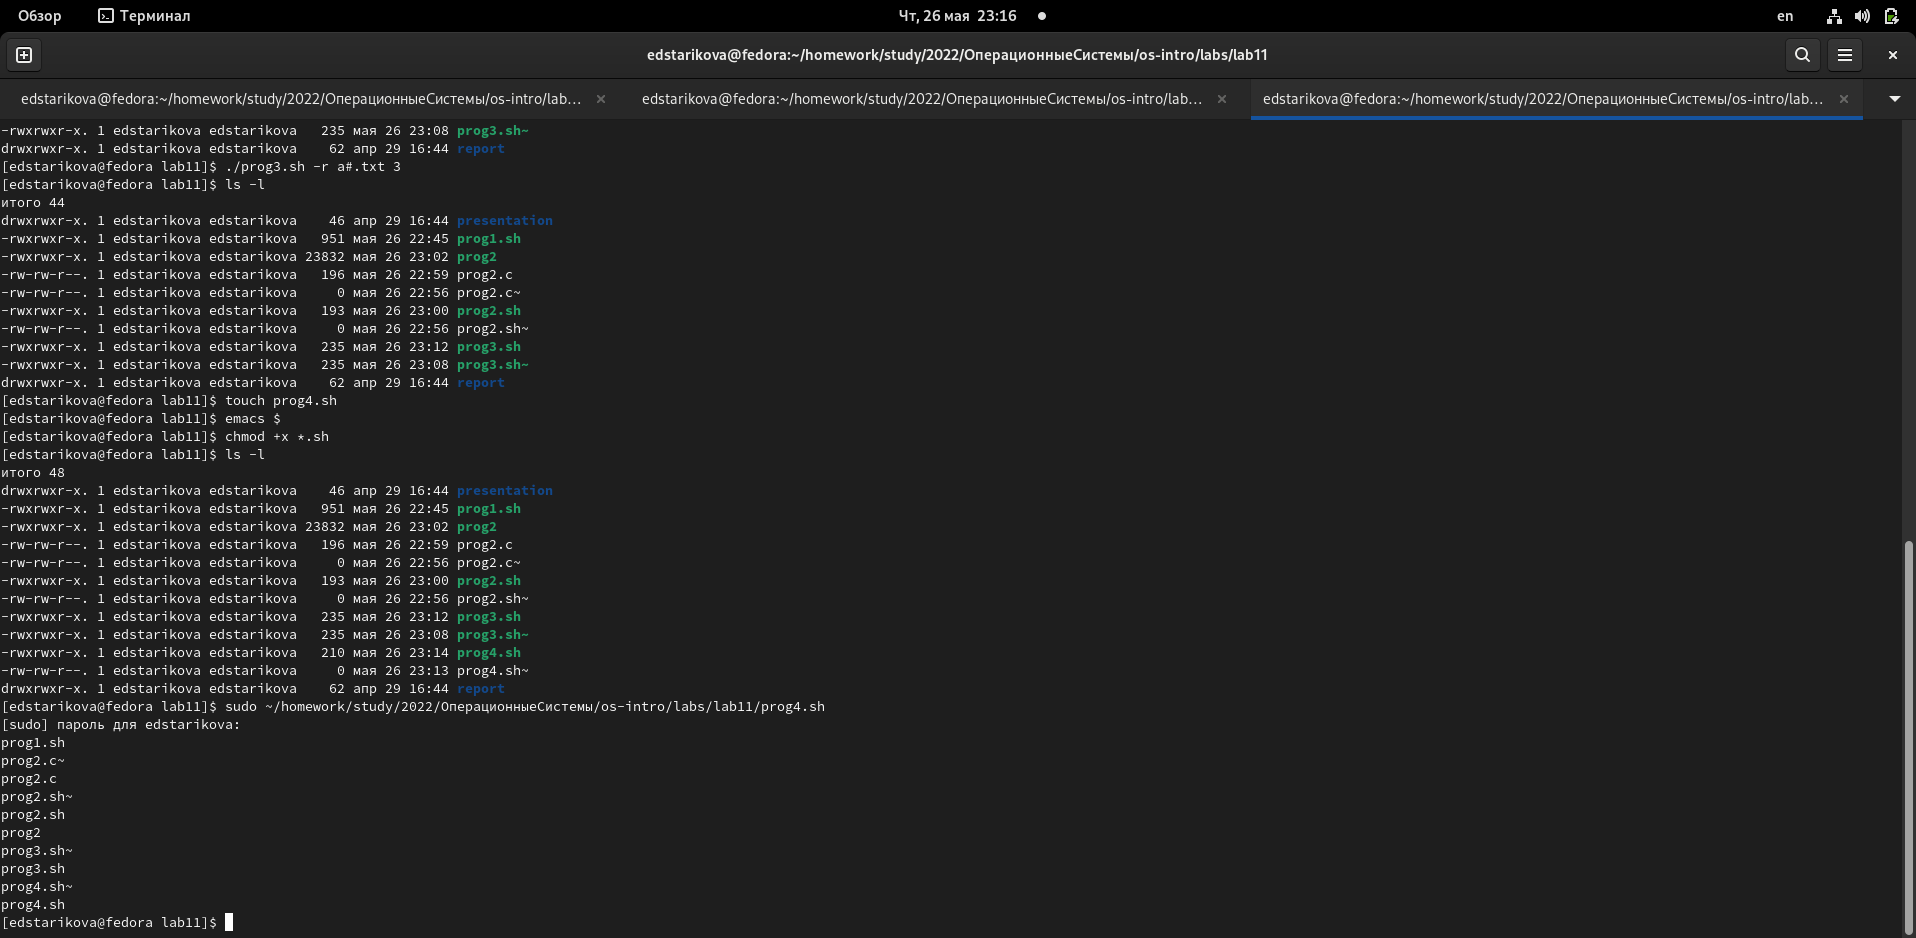 Обзор Терминал Чт, 26 мая 23:16 en
edstarikova@fedora:~/homework/study/2022/ОперационныеСистемы/os-intro/labs/lab11
edstarikova@fedora:~/homework/study/2022/ОперационныеСистемы/os-intro/lab... edstarikova@fedora:~/homework/study/2022/ОперационныеСистемы/os-intro/lab... edstarikova@fedora:~/homework/study/2022/ОперационныеСистемы/os-intro/lab...
-rwxrwxr-x. 1 edstarikova edstarikova   235 мая 26 23:08 prog3.sh~
drwxrwxr-x. 1 edstarikova edstarikova    62 апр 29 16:44 report
[edstarikova@fedora lab11]$ ./prog3.sh -r a#.txt 3
[edstarikova@fedora lab11]$ ls -l
итого 44
drwxrwxr-x. 1 edstarikova edstarikova    46 апр 29 16:44 presentation
-rwxrwxr-x. 1 edstarikova edstarikova   951 мая 26 22:45 prog1.sh
-rwxrwxr-x. 1 edstarikova edstarikova 23832 мая 26 23:02 prog2
-rw-rw-r--. 1 edstarikova edstarikova   196 мая 26 22:59 prog2.c
-rw-rw-r--. 1 edstarikova edstarikova     0 мая 26 22:56 prog2.c~
-rwxrwxr-x. 1 edstarikova edstarikova   193 мая 26 23:00 prog2.sh
-rw-rw-r--. 1 edstarikova edstarikova     0 мая 26 22:56 prog2.sh~
-rwxrwxr-x. 1 edstarikova edstarikova   235 мая 26 23:12 prog3.sh
-rwxrwxr-x. 1 edstarikova edstarikova   235 мая 26 23:08 prog3.sh~
drwxrwxr-x. 1 edstarikova edstarikova    62 апр 29 16:44 report
[edstarikova@fedora lab11]$ touch prog4.sh
[edstarikova@fedora lab11]$ emacs $
[edstarikova@fedora lab11]$ chmod +x *.sh
[edstarikova@fedora lab11]$ ls -l
итого 48
drwxrwxr-x. 1 edstarikova edstarikova    46 апр 29 16:44 presentation
-rwxrwxr-x. 1 edstarikova edstarikova   951 мая 26 22:45 prog1.sh
-rwxrwxr-x. 1 edstarikova edstarikova 23832 мая 26 23:02 prog2
-rw-rw-r--. 1 edstarikova edstarikova   196 мая 26 22:59 prog2.c
-rw-rw-r--. 1 edstarikova edstarikova     0 мая 26 22:56 prog2.c~
-rwxrwxr-x. 1 edstarikova edstarikova   193 мая 26 23:00 prog2.sh
-rw-rw-r--. 1 edstarikova edstarikova     0 мая 26 22:56 prog2.sh~
-rwxrwxr-x. 1 edstarikova edstarikova   235 мая 26 23:12 prog3.sh
-rwxrwxr-x. 1 edstarikova edstarikova   235 мая 26 23:08 prog3.sh~
-rwxrwxr-x. 1 edstarikova edstarikova   210 мая 26 23:14 prog4.sh
-rw-rw-r--. 1 edstarikova edstarikova     0 мая 26 23:13 prog4.sh~
drwxrwxr-x. 1 edstarikova edstarikova    62 апр 29 16:44 report
[edstarikova@fedora lab11]$ sudo ~/homework/study/2022/ОперационныеСистемы/os-intro/labs/lab11/prog4.sh
[sudo] пароль для edstarikova:
prog1.sh
prog2.c~
prog2.c
prog2.sh~
prog2.sh
prog2
prog3.sh~
prog3.sh
prog4.sh~
prog4.sh
[edstarikova@fedora lab11]$